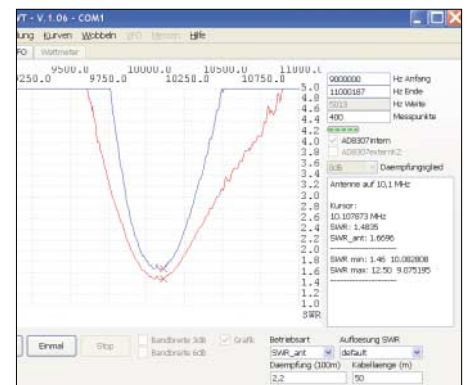 VT - V.1.06 - COM1
lung Kurven Wobbeln VFO Messen Hilfe
FO Wattmeter
9500.0 10000.0 10500.0 11000.0
9250.0 9750.0 10250.0 10750.0
5.0
4.8
4.6
4.4
4.2
4.0
3.8
3.6
3.4
3.2
3.0
2.8
2.6
2.4
2.2
2.0
1.8
1.6
1.4
1.2
1.0
SWR
9000000 Hz Anfang
11000187 Hz Ende
5013 Hz Weite
400 Messpunkte
AD8307intern
AD8307externK2
0dB Daempfungsglied
Antenne auf 10,1 MHz
Kursor:
10.107873 MHz
SWR: 1.4835
SWR_ant: 1.6696
----------------------
SWR min: 1.46 10.082808
SWR max: 12.50 9.075195
----------------------
Einmal Stop
Bandbreite 3dB Grafik
Bandbreite 6dB
Betriebsart Aufloesung SWR
SWR_ant default
Daempfung (100m) Kabellaenge (m)
2,2 50